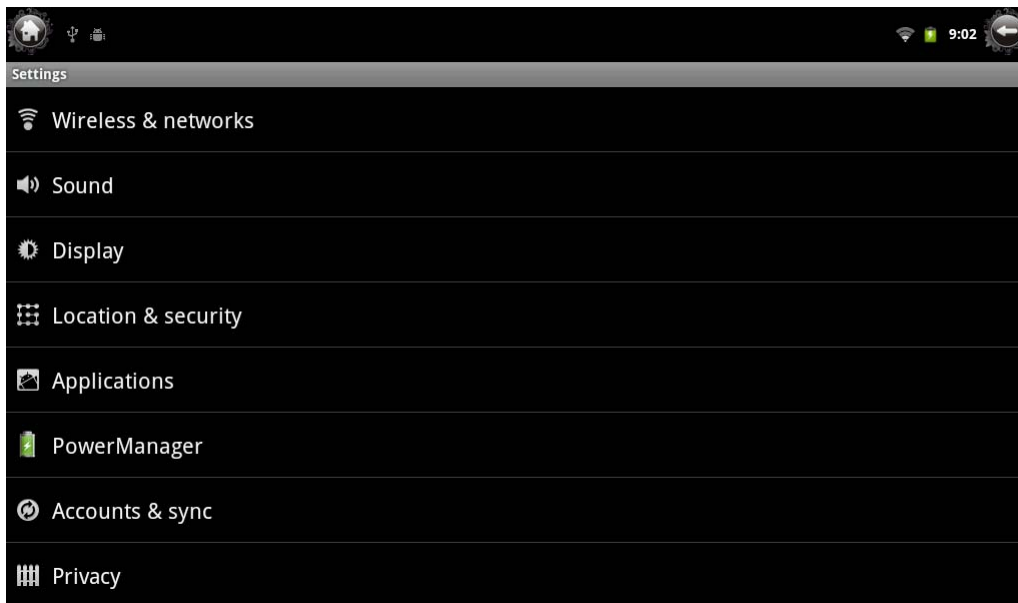 9:02
Settings
Wireless & networks
Sound
Display
Location & security
Applications
PowerManager
Accounts & sync
Privacy